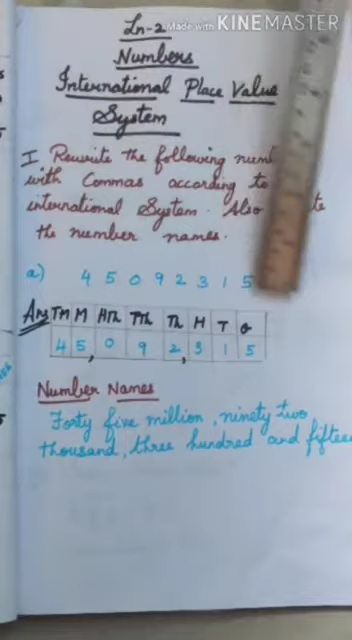 Ln-2
Made with KINEMASTER
Numbers
International Place Value
System
I Rewrite the following
with Commas according to
international System. Also
the number names.
a) 4 5 0 9 2 3 1 5
Ans TM M HTh TTh Th H T O
4 5, 0 9 2, 3 1 5
Number Names
Forty five million, ninety two
thousand, three hundred and fifteen